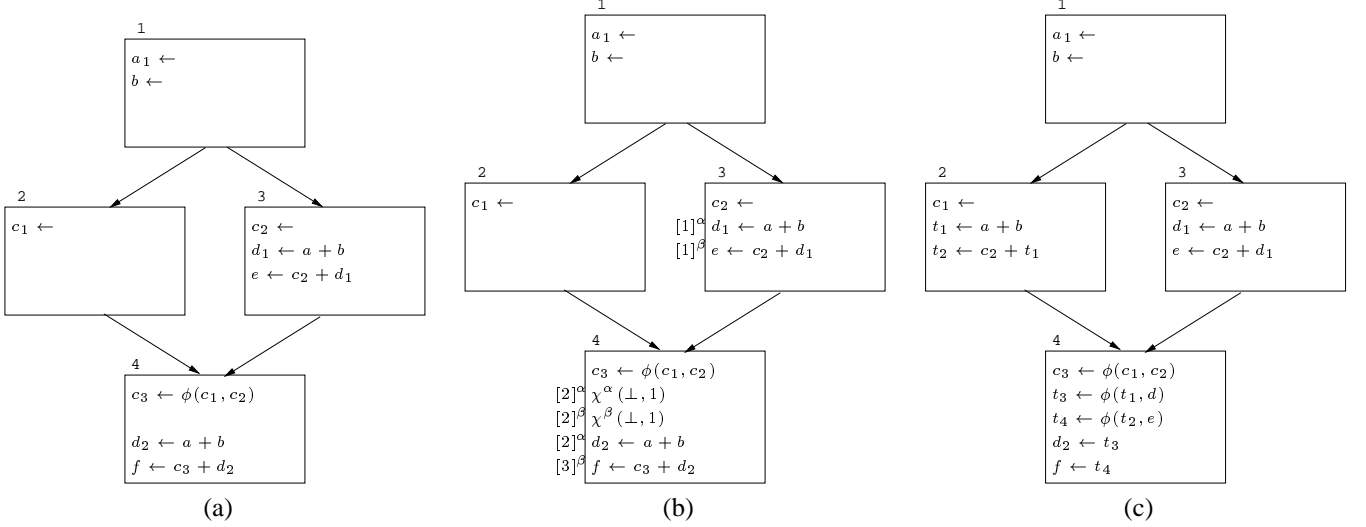 1
a₁ ←
b ←
2
c₁ ←
3
c₂ ←
d₁ ← a + b
e ← c₂ + d₁
4
c₃ ← ϕ(c₁, c₂)
d₂ ← a + b
f ← c₃ + d₂
(a)
1
a₁ ←
b ←
2
c₁ ←
3
c₂ ←
[1]ᵅ d₁ ← a + b
[1]ᵝ e ← c₂ + d₁
4
c₃ ← ϕ(c₁, c₂)
[2]ᵅ χᵅ(⊥, 1)
[2]ᵝ χᵝ(⊥, 1)
[2]ᵅ d₂ ← a + b
[3]ᵝ f ← c₃ + d₂
(b)
1
a₁ ←
b ←
2
c₁ ←
t₁ ← a + b
t₂ ← c₂ + t₁
3
c₂ ←
d₁ ← a + b
e ← c₂ + d₁
4
c₃ ← ϕ(c₁, c₂)
t₃ ← ϕ(t₁, d)
t₄ ← ϕ(t₂, e)
d₂ ← t₃
f ← t₄
(c)